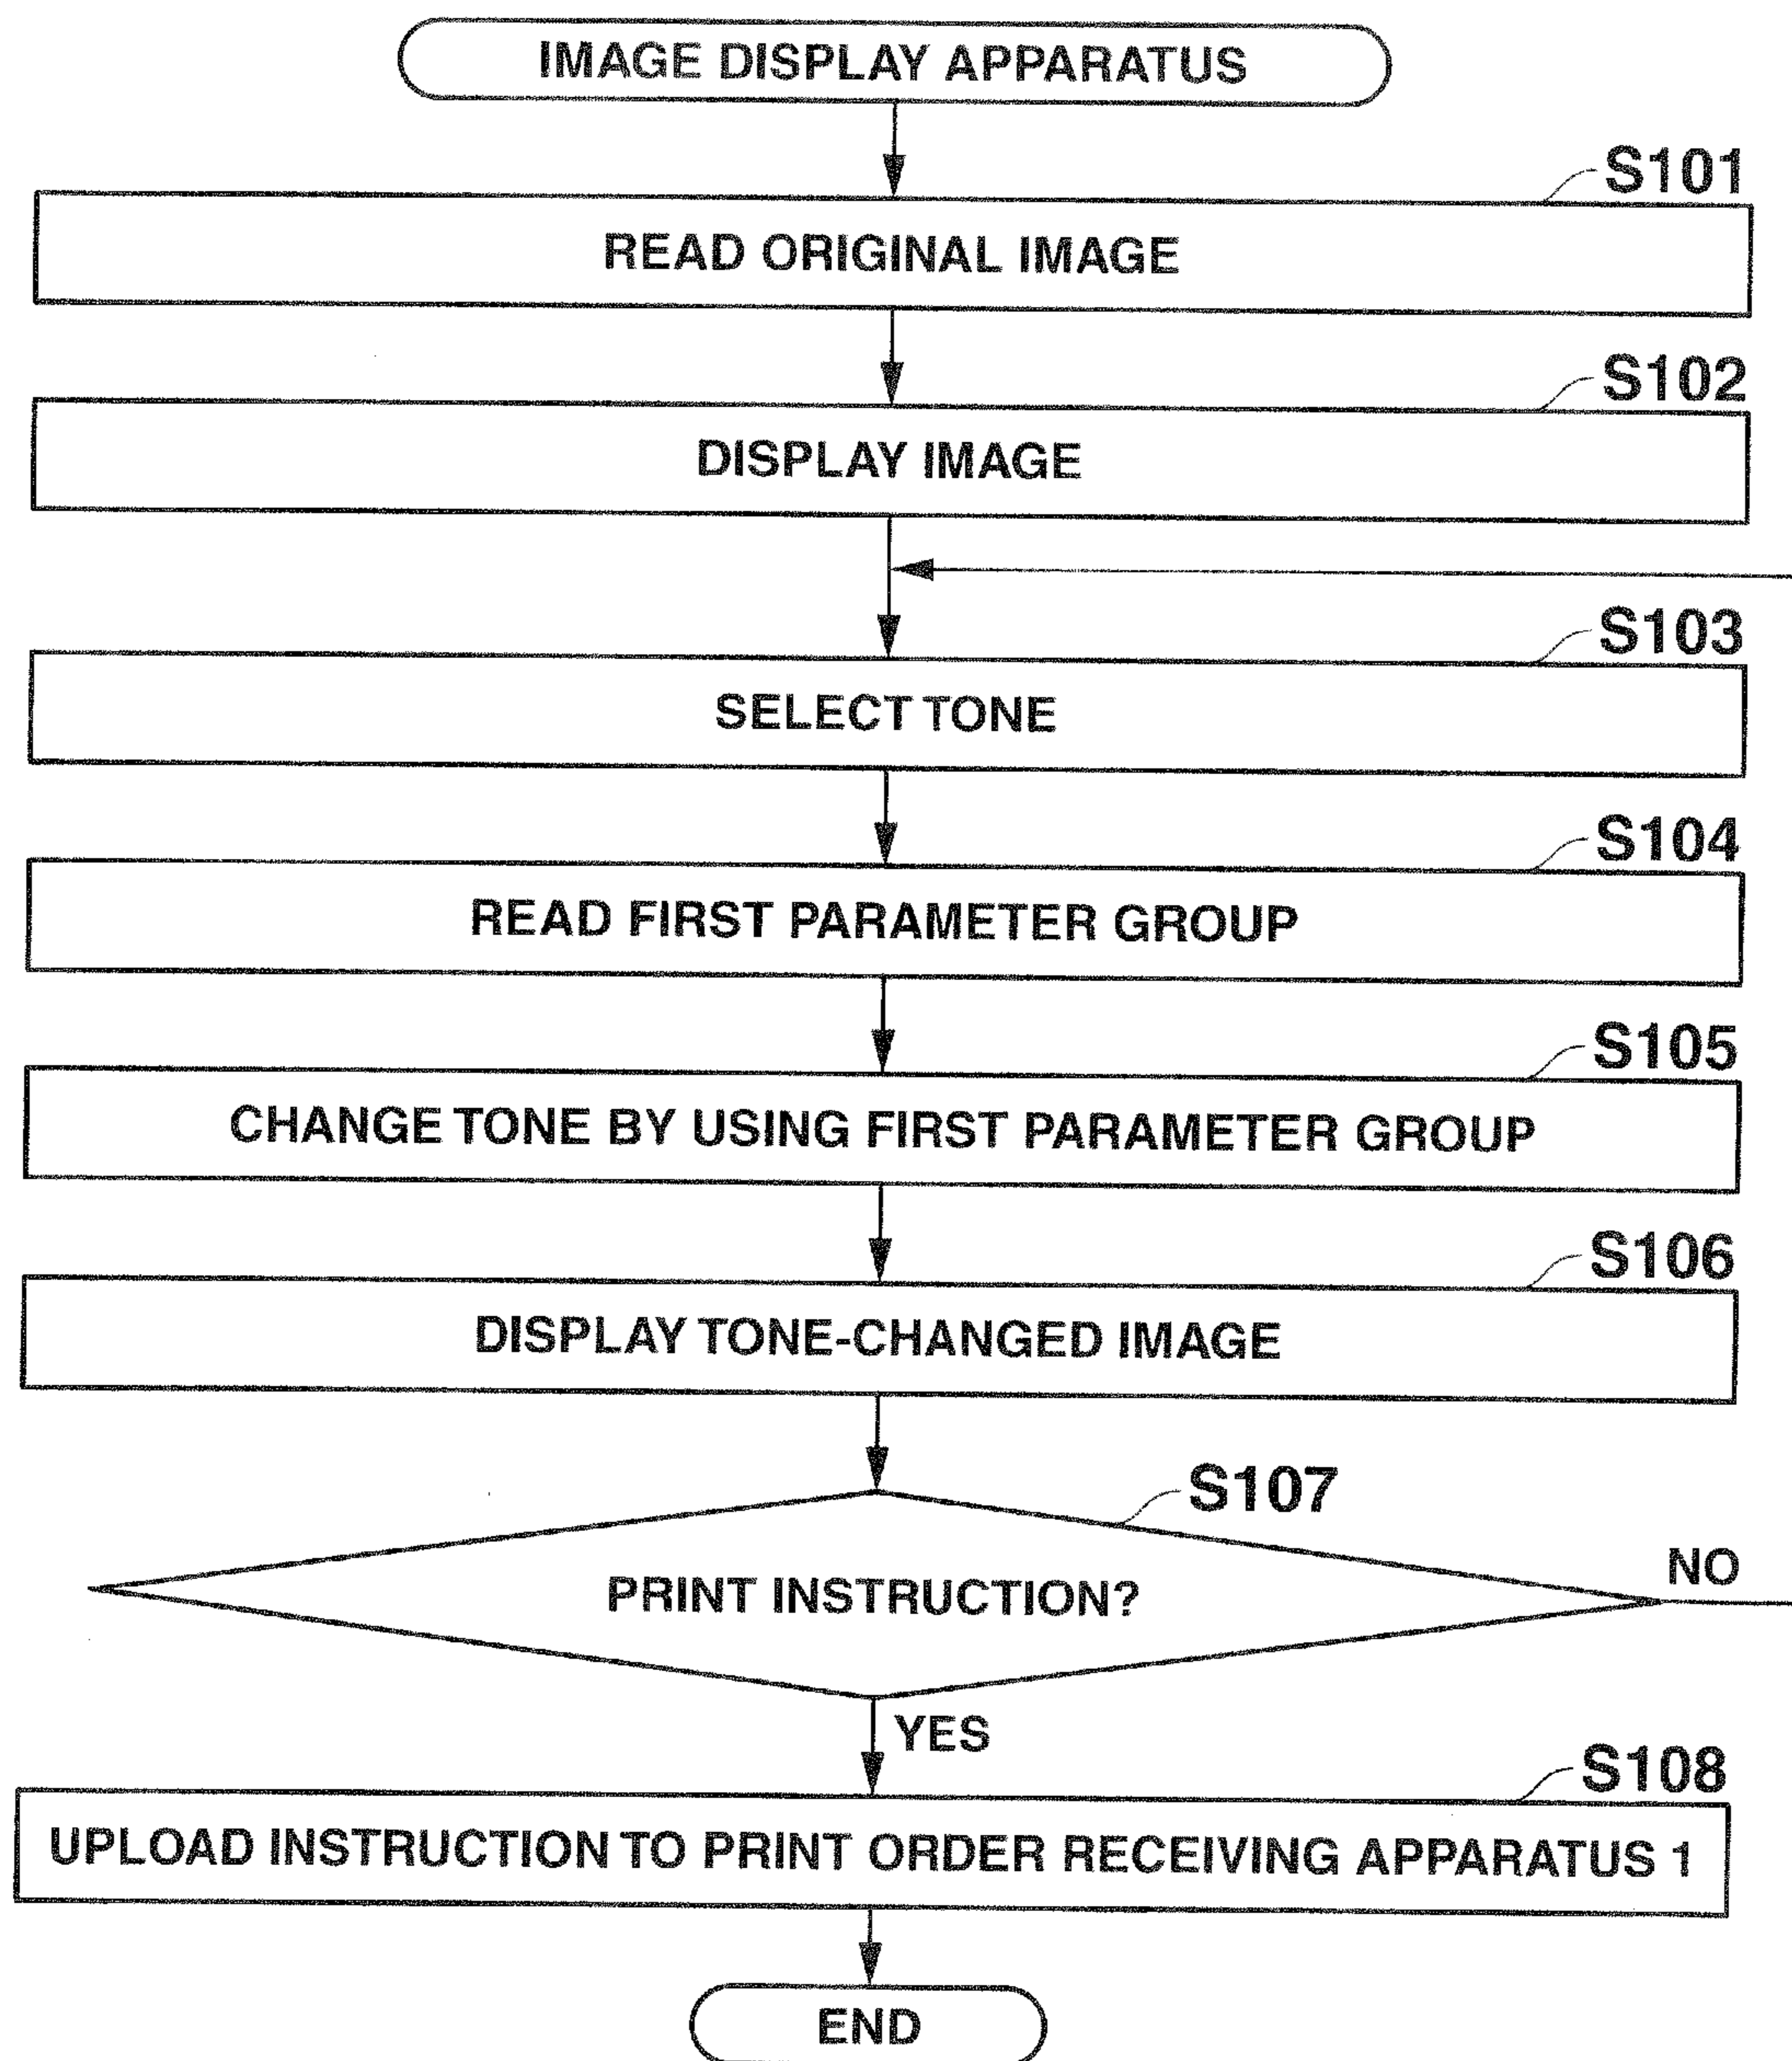 IMAGE DISPLAY APPARATUS
S101
READ ORIGINAL IMAGE
S102
DISPLAY IMAGE
S103
SELECT TONE
S104
READ FIRST PARAMETER GROUP
S105
CHANGE TONE BY USING FIRST PARAMETER GROUP
S106
DISPLAY TONE-CHANGED IMAGE
S107
PRINT INSTRUCTION?
NO
YES
S108
UPLOAD INSTRUCTION TO PRINT ORDER RECEIVING APPARATUS 1
END